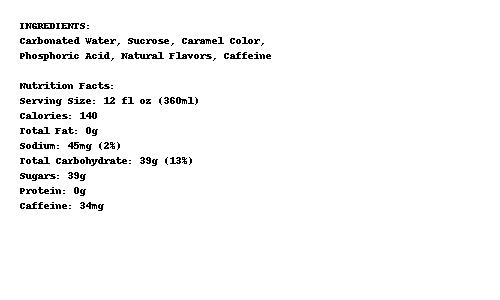 INGREDIENTS:
Carbonated Water, Sucrose, Caramel Color,
Phosphoric Acid, Natural Flavors, Caffeine
Nutrition Facts:
Serving Size: 12 fl oz (360ml)
Calories: 140
Total Fat: 0g
Sodium: 45mg (2%)
Total Carbohydrate: 39g (13%)
Sugars: 39g
Protein: 0g
Caffeine: 34mg